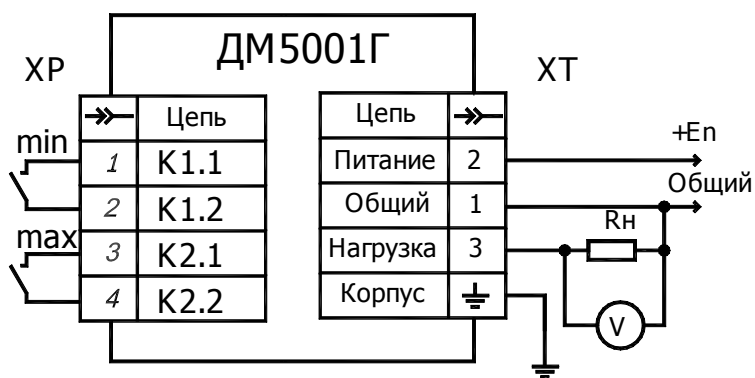 ДМ5001Г
XP
XT
Цепь
Цепь
+En
min
1
K1.1
Питание
2
Общий
2
K1.2
Общий
1
Rн
max
3
K2.1
Нагрузка
3
4
K2.2
Корпус
V